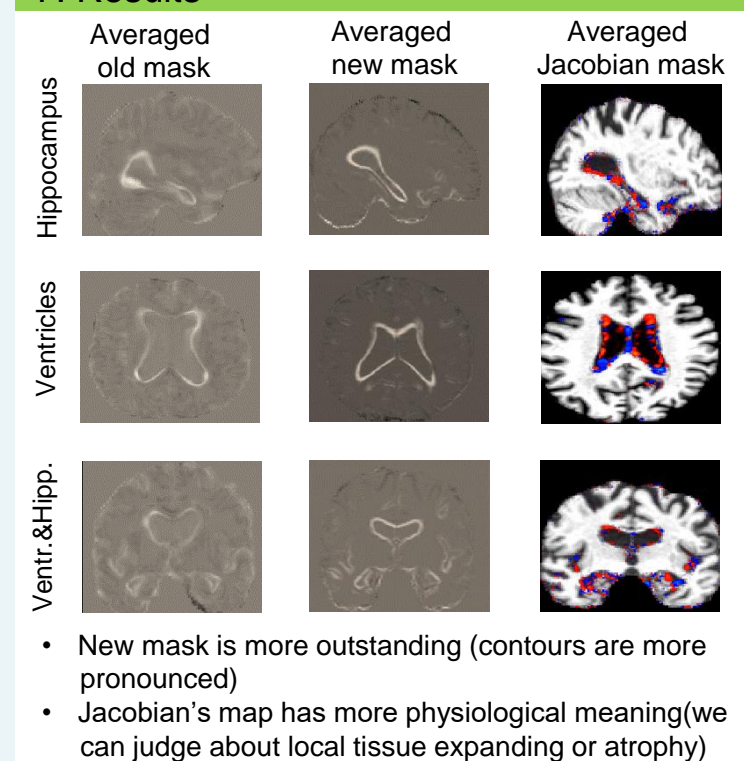 Averaged old mask
Averaged new mask
Averaged Jacobian mask
Hippocampus
Ventricles
Ventr.&Hipp.
• New mask is more outstanding (contours are more
pronounced)
• Jacobian's map has more physiological meaning(we
can judge about local tissue expanding or atrophy)